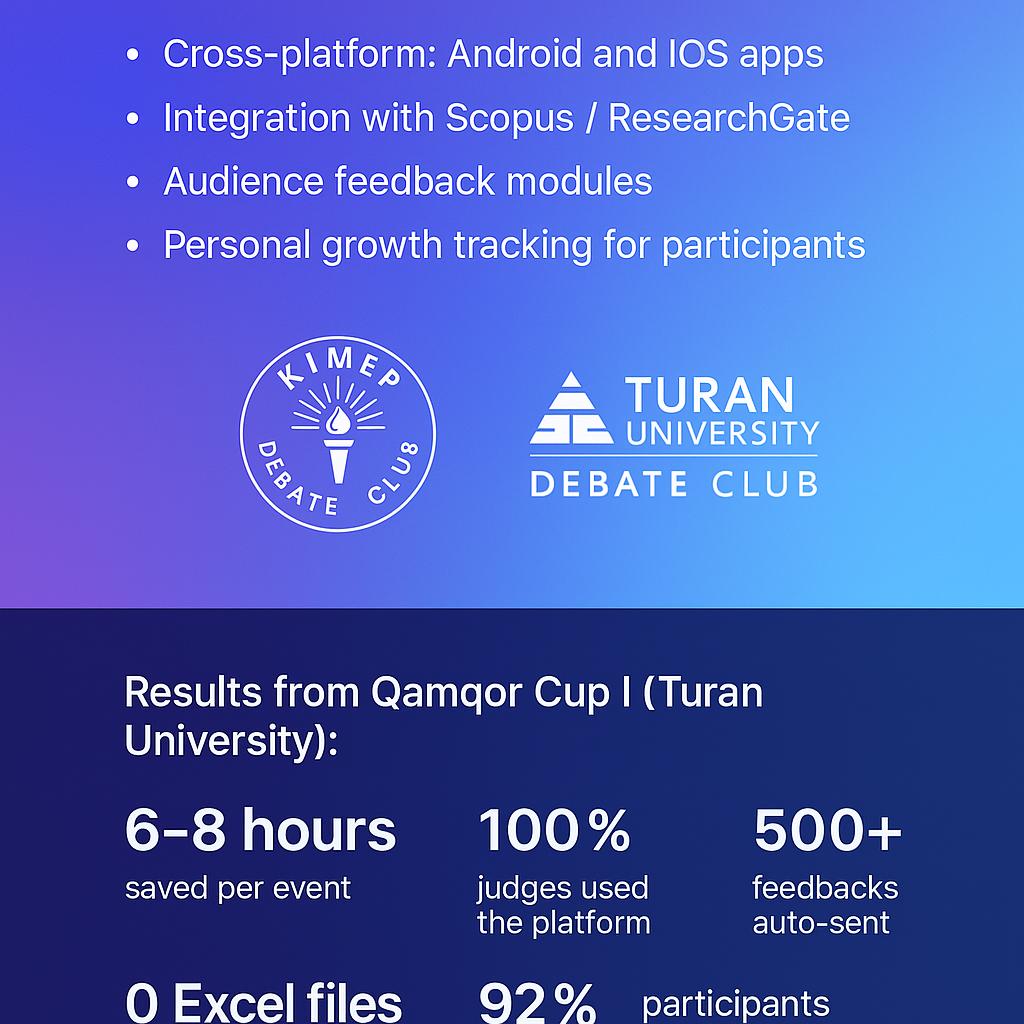 • Cross-platform: Android and IOS apps
• Integration with Scopus / ResearchGate
• Audience feedback modules
• Personal growth tracking for participants
KIMEP
DEBATE CLU8
TURAN
UNIVERSITY
DEBATE CLUB
Results from Qamqor Cup I (Turan
University):
6–8 hours
saved per event
100%
judges used
the platform
500+
feedbacks
auto-sent
0 Excel files
92% participants